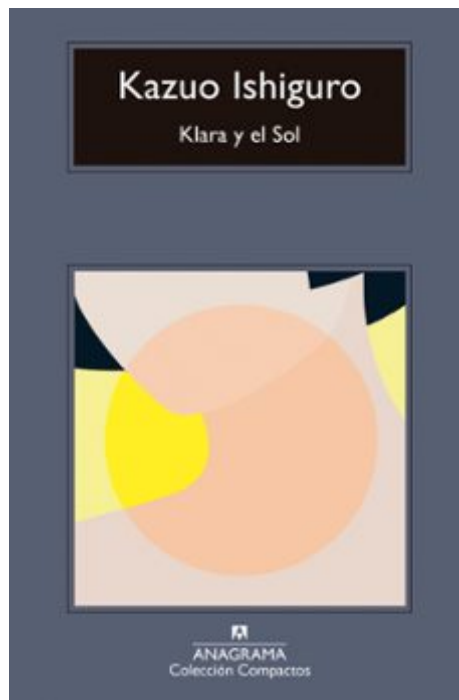 Kazuo Ishiguro
Klara y el Sol
A
ANAGRAMA
Colección Compactos